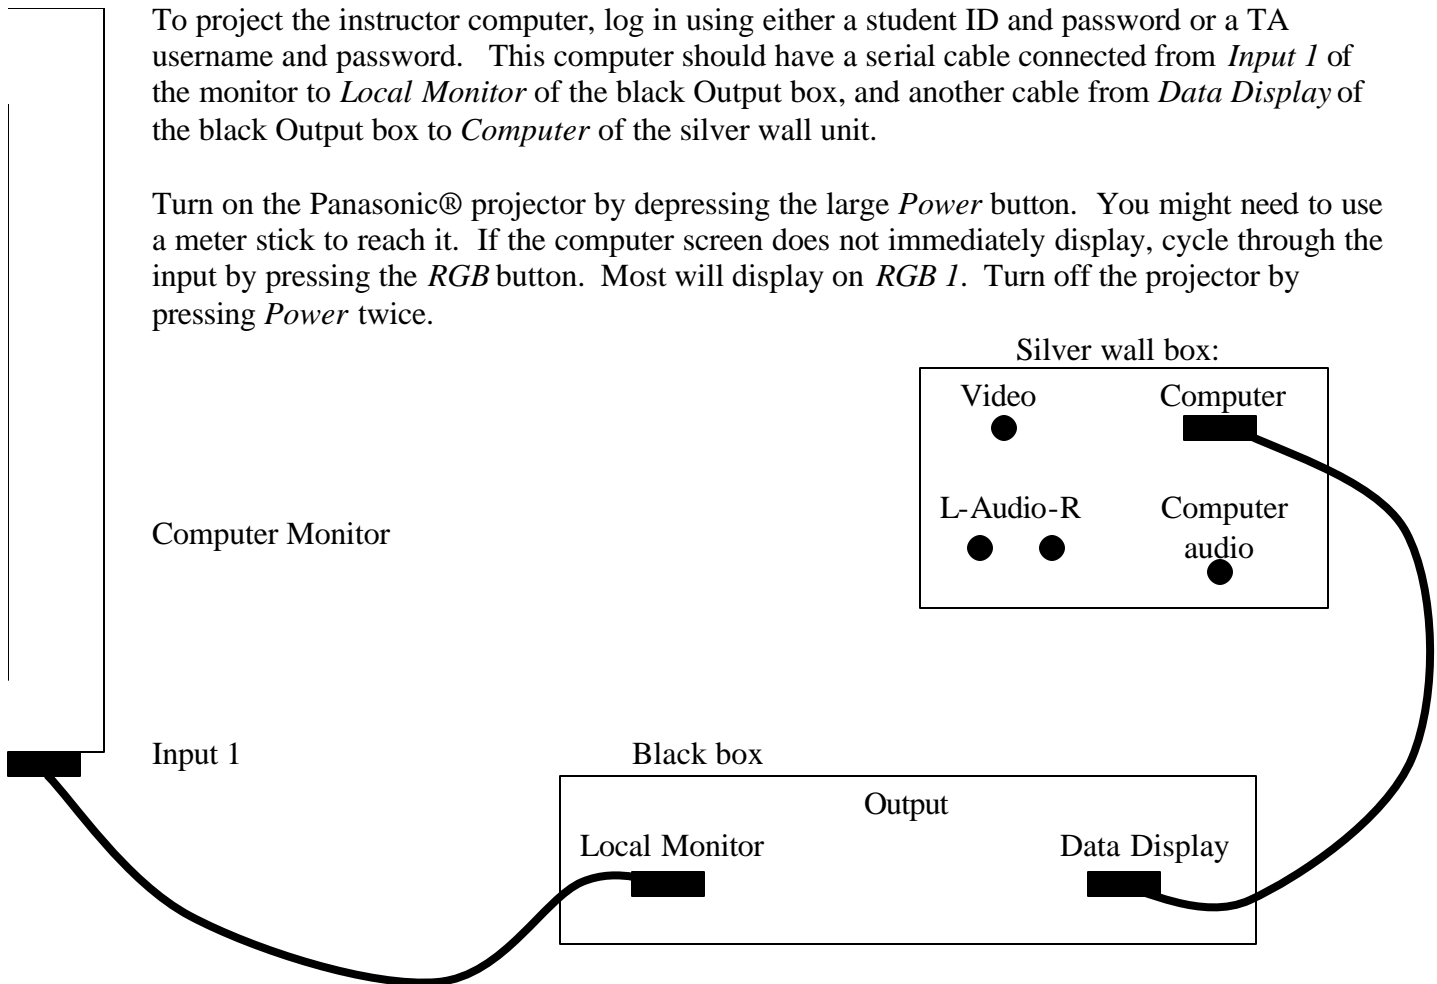 To project the instructor computer, log in using either a student ID and password or a TA
username and password. This computer should have a serial cable connected from Input 1 of
the monitor to Local Monitor of the black Output box, and another cable from Data Display of
the black Output box to Computer of the silver wall unit.
Turn on the Panasonic® projector by depressing the large Power button. You might need to use
a meter stick to reach it. If the computer screen does not immediately display, cycle through the
input by pressing the RGB button. Most will display on RGB 1. Turn off the projector by
pressing Power twice.
Silver wall box:
Video Computer
L-Audio-R Computer
audio
Computer Monitor
Input 1 Black box
Output
Local Monitor Data Display